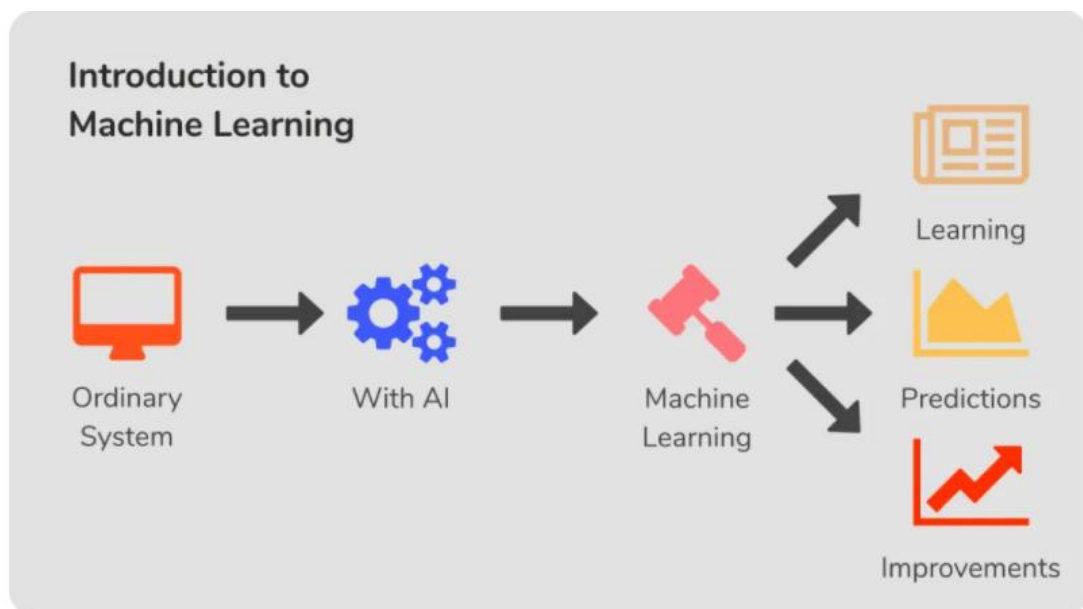 Introduction to
Machine Learning
Ordinary
System
With AI
Machine
Learning
Learning
Predictions
Improvements